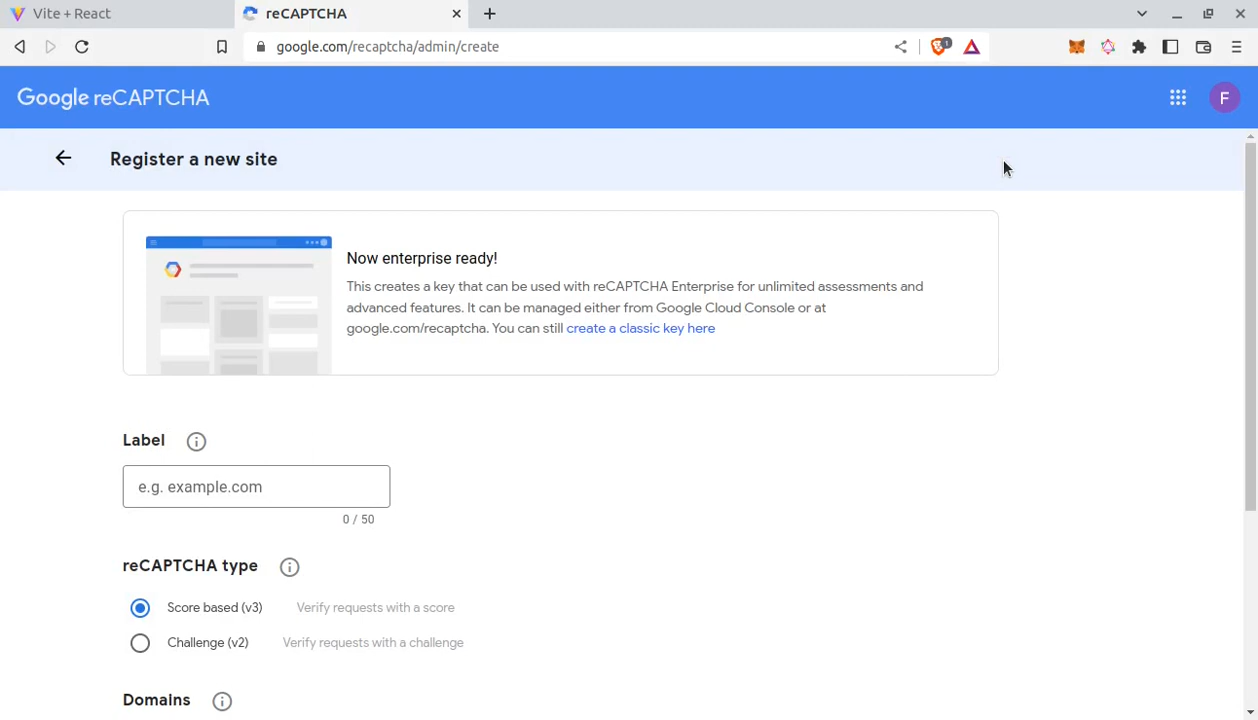 Vite + React
reCAPTCHA
google.com/recaptcha/admin/create
1
Google reCAPTCHA
F
Register a new site
Now enterprise ready!
This creates a key that can be used with reCAPTCHA Enterprise for unlimited assessments and
advanced features. It can be managed either from Google Cloud Console or at
google.com/recaptcha. You can still create a classic key here
Label
e.g. example.com
0 / 50
reCAPTCHA type
Score based (v3) Verify requests with a score
Challenge (v2) Verify requests with a challenge
Domains